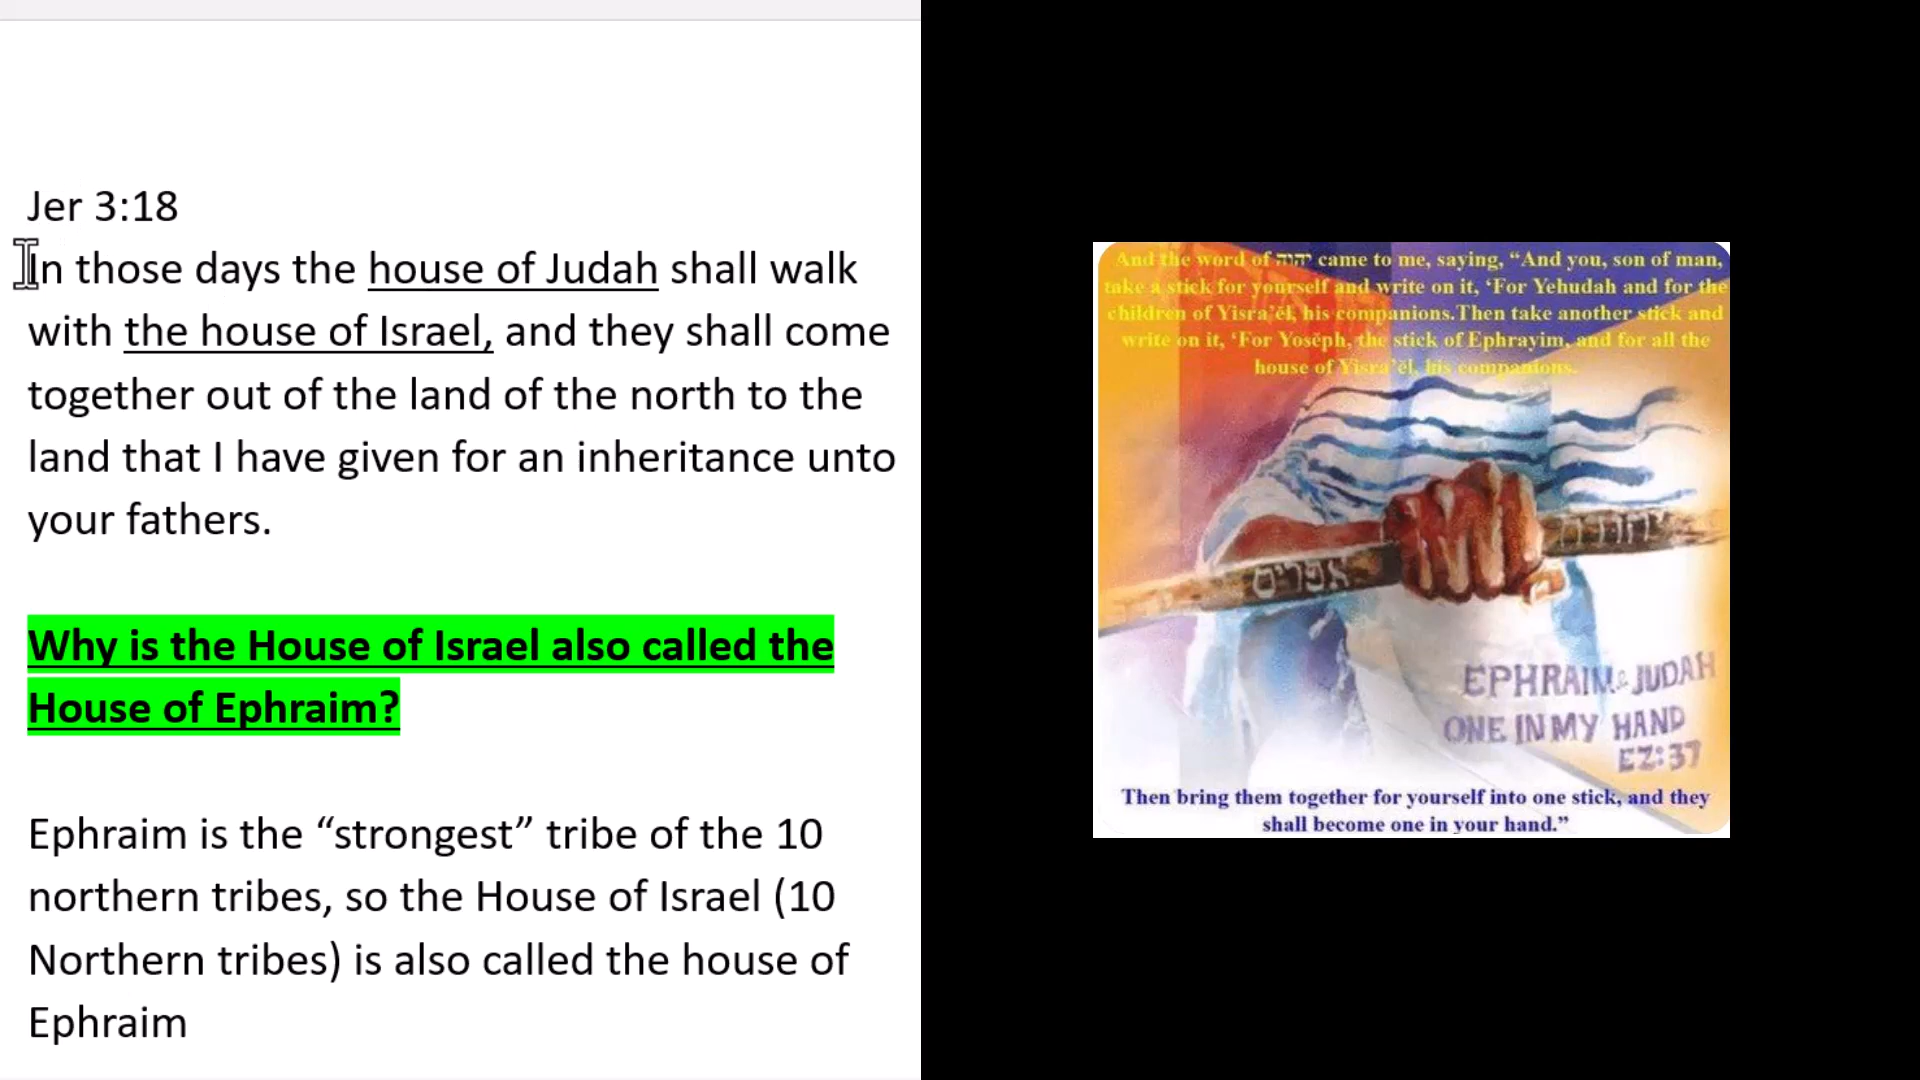 Jer 3:18
In those days the house of Judah shall walk
with the house of Israel, and they shall come
together out of the land of the north to the
land that I have given for an inheritance unto
your fathers.
Why is the House of Israel also called the
House of Ephraim?
Ephraim is the “strongest” tribe of the 10
northern tribes, so the House of Israel (10
Northern tribes) is also called the house of
Ephraim
And the word of יהוה came to me, saying, “And you, son of man,
take a stick for yourself and write on it, ‘For Yehudah and for the
children of Yisra’ĕl, his companions.Then take another stick and
write on it, ‘For Yosĕph, the stick of Ephrayim, and for all the
house of Yisra’ĕl, his companions.
יהודה
אפרים
EPHRAIM & JUDAH
ONE IN MY HAND
EZ:37
Then bring them together for yourself into one stick, and they
shall become one in your hand.”